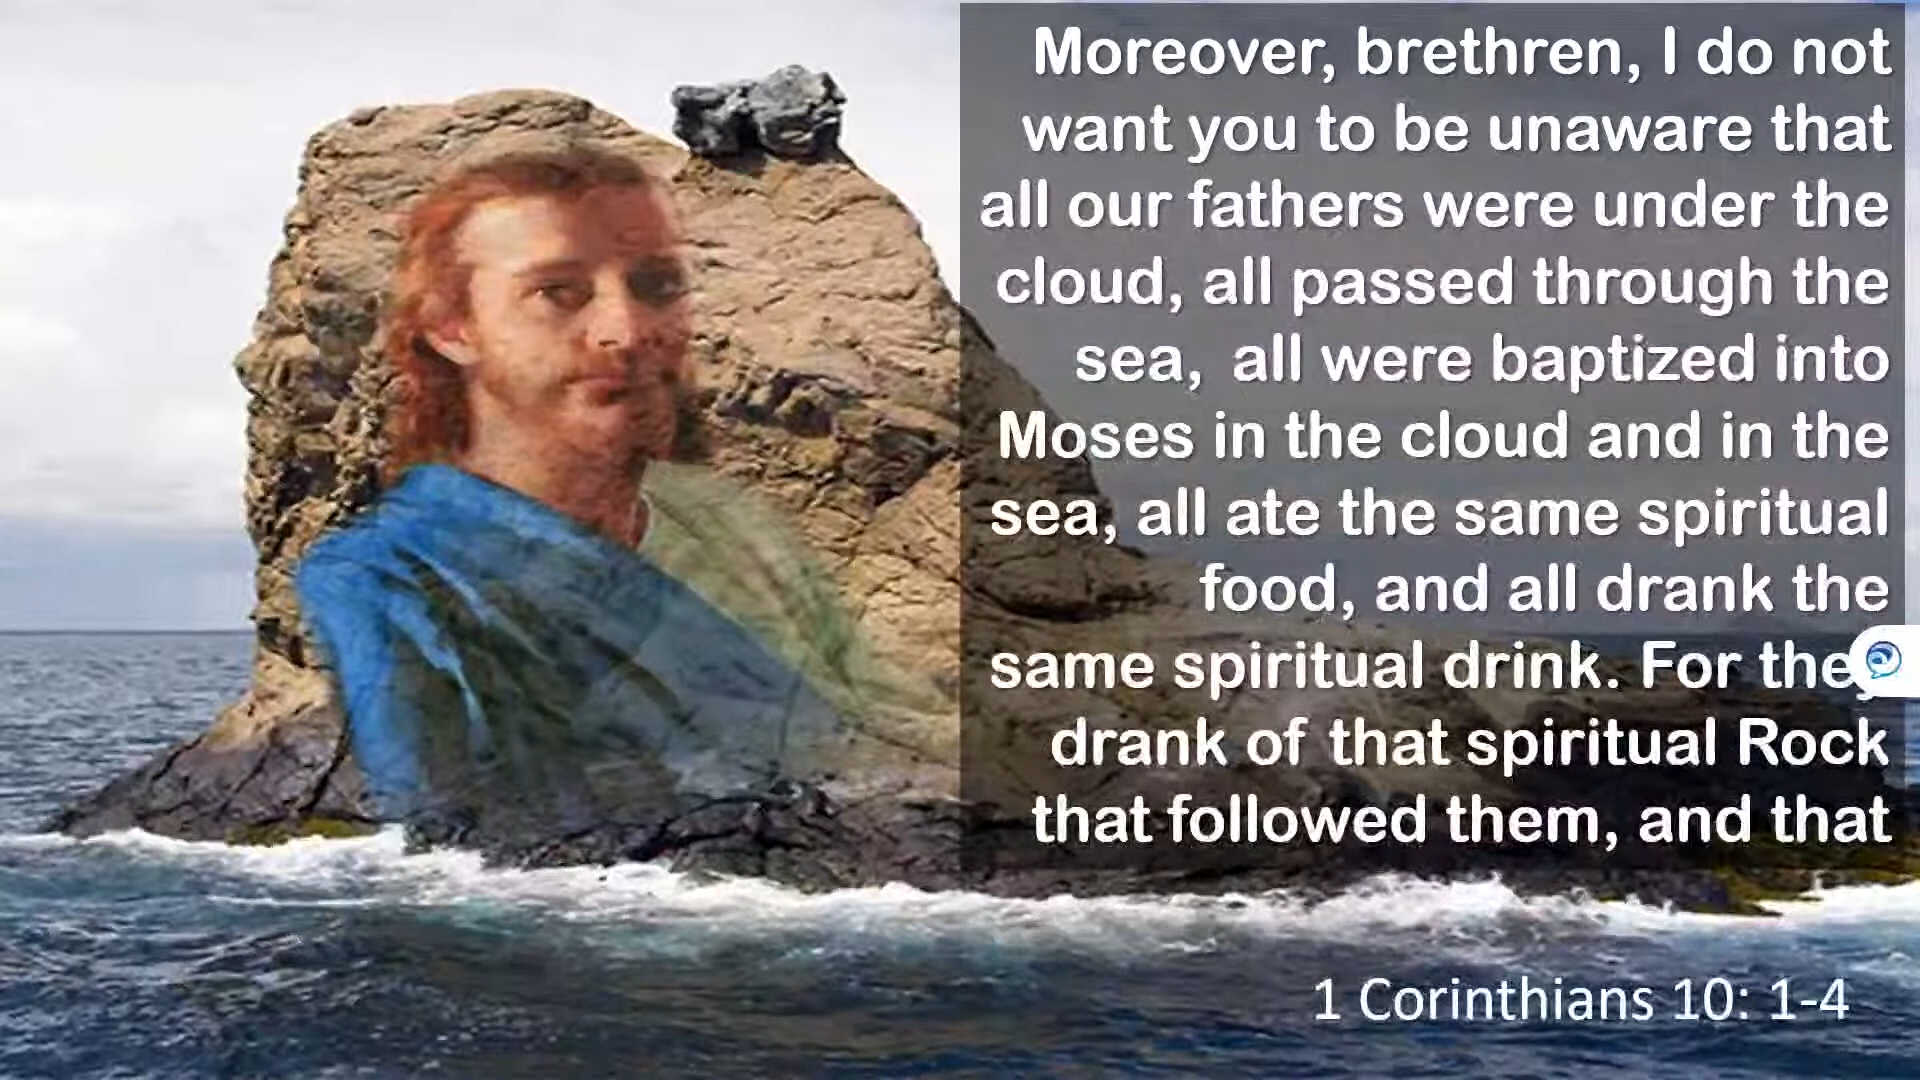 Moreover, brethren, I do not
want you to be unaware that
all our fathers were under the
cloud, all passed through the
sea, all were baptized into
Moses in the cloud and in the
sea, all ate the same spiritual
food, and all drank the
same spiritual drink. For they
drank of that spiritual Rock
that followed them, and that
1 Corinthians 10: 1-4